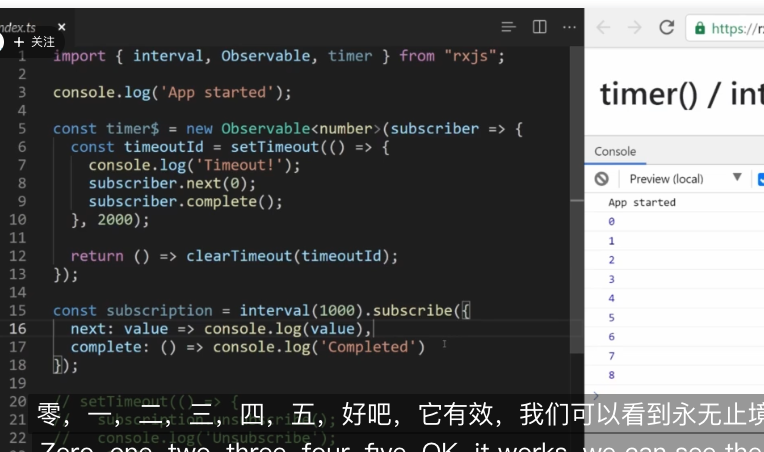 ndex.ts
+ 关注
1 import { interval, Observable, timer } from "rxjs";
2
3 console.log('App started');
4
5 const timer$ = new Observable<number>(subscriber => {
6 const timeoutId = setTimeout(() => {
7 console.log('Timeout!');
8 subscriber.next(0);
9 subscriber.complete();
10 }, 2000);
11
12 return () => clearTimeout(timeoutId);
13 });
14
15 const subscription = interval(1000).subscribe({
16 next: value => console.log(value),
17 complete: () => console.log('Completed')
18 });
19
20 // setTimeout(() => {
21 // subscription.unsubscribe();
22 // console.log('Unsubscribe');
https://r
timer() / int
Console
Preview (local)
App started
0
1
2
3
4
5
6
7
8
零，一，二，三，四，五，好吧，它有效，我们可以看到永无止境
Zero, one, two, three, four, five. OK, it works, we can see the